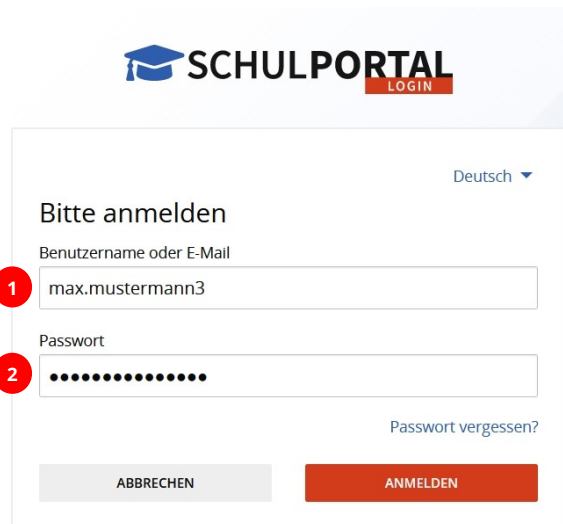 SCHULPORTAL
LOGIN
Deutsch
Bitte anmelden
Benutzername oder E-Mail
1 max.mustermann3
Passwort
2 •••••••••••••••
Passwort vergessen?
ABBRECHEN ANMELDEN